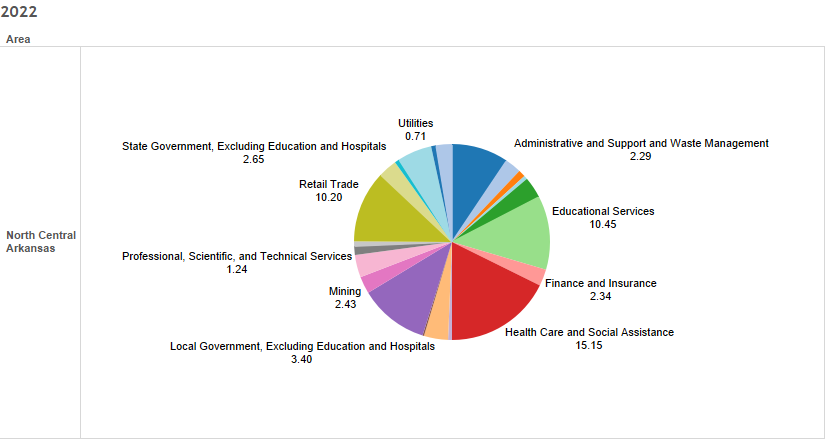 2022
Area
North Central
Arkansas
Utilities
0.71
State Government, Excluding Education and Hospitals
2.65
Administrative and Support and Waste Management
2.29
Retail Trade
10.20
Educational Services
10.45
Professional, Scientific, and Technical Services
1.24
Finance and Insurance
2.34
Mining
2.43
Health Care and Social Assistance
15.15
Local Government, Excluding Education and Hospitals
3.40